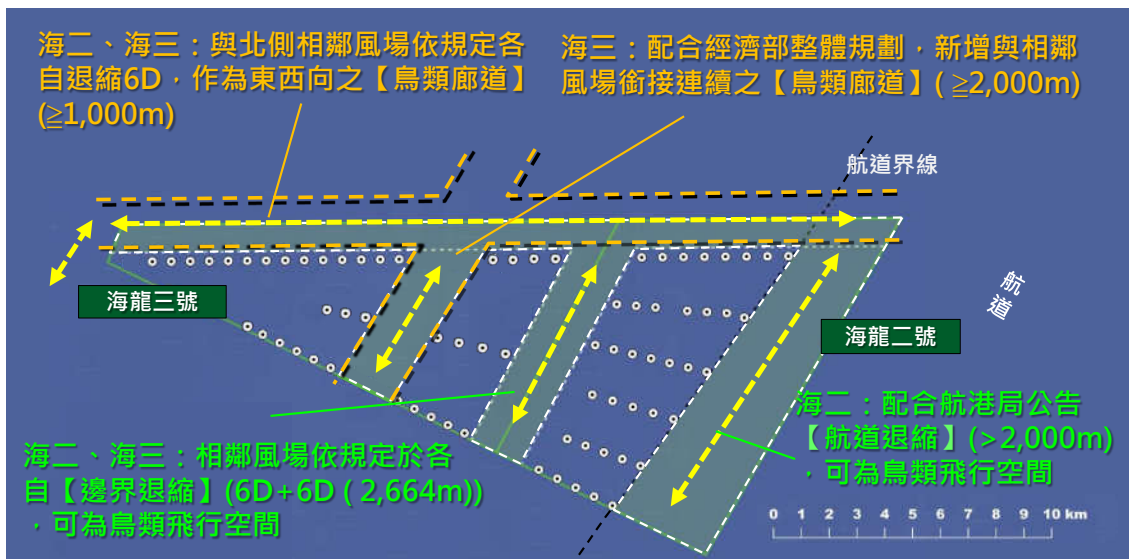 海二、海三：與北側相鄰風場依規定各
自退縮6D，作為東西向之【鳥類廊道】
(≧1,000m)
海三：配合經濟部整體規劃，新增與相鄰
風場銜接連續之【鳥類廊道】( ≧2,000m)
航道界線
航道
海龍三號
海龍二號
海二：配合航港局公告
【航道退縮】(>2,000m)
，可為鳥類飛行空間
海二、海三：相鄰風場依規定於各
自【邊界退縮】(6D+6D ( 2,664m))
，可為鳥類飛行空間
0 1 2 3 4 5 6 7 8 9 10 km